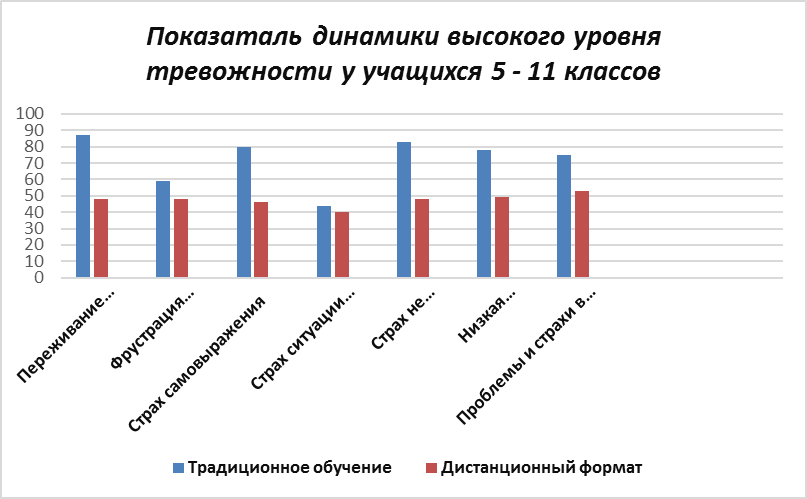 Показаталь динамики высокого уровня
тревожности у учащихся 5 - 11 классов
100
90
80
70
60
50
40
30
20
10
0
Переживание...
Фрустрация...
Страх самовыражения
Страх ситуации...
Страх не...
Низкая...
Проблемы и страхи в...
Традиционное обучение
Дистанционный формат